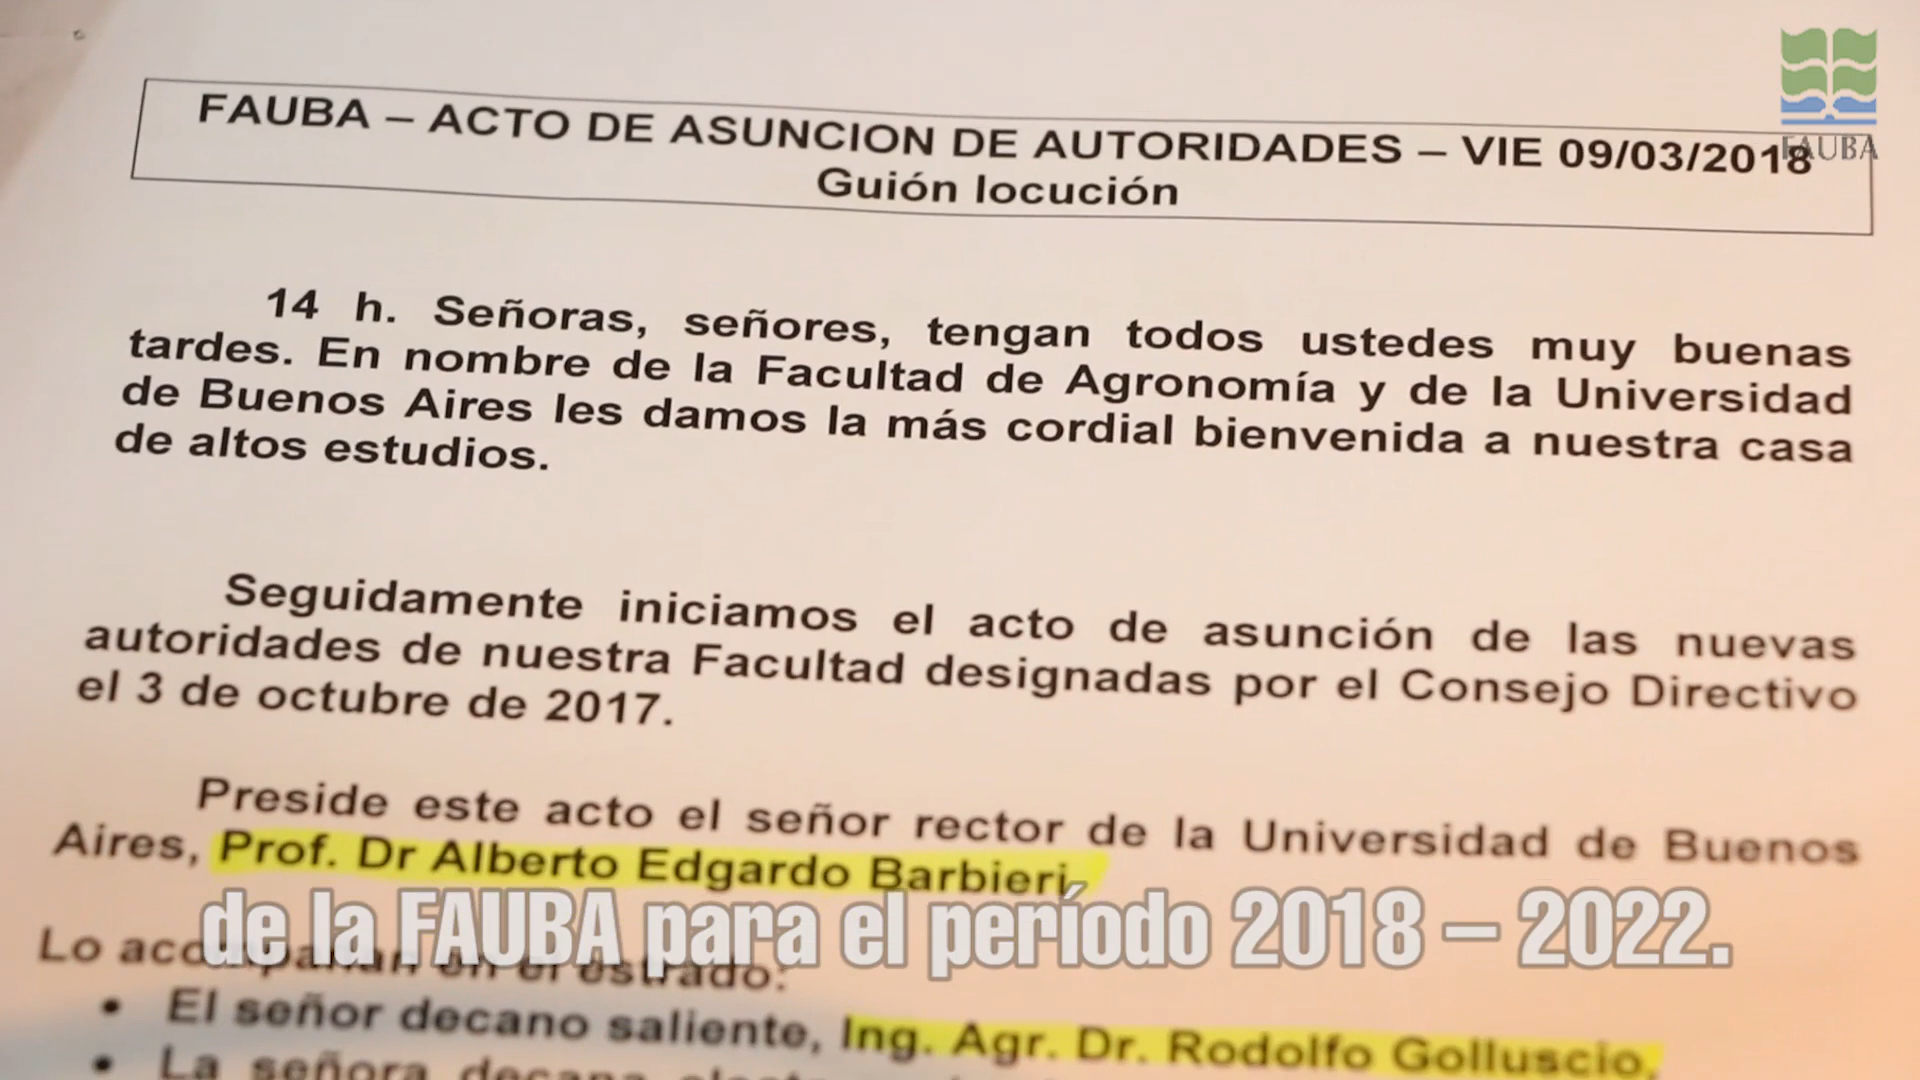 FAUBA
FAUBA – ACTO DE ASUNCION DE AUTORIDADES – VIE 09/03/2018
Guión locución
14 h. Señoras, señores, tengan todos ustedes muy buenas
tardes. En nombre de la Facultad de Agronomía y de la Universidad
de Buenos Aires les damos la más cordial bienvenida a nuestra casa
de altos estudios.
Seguidamente iniciamos el acto de asunción de las nuevas
autoridades de nuestra Facultad designadas por el Consejo Directivo
el 3 de octubre de 2017.
Preside este acto el señor rector de la Universidad de Buenos
Aires, Prof. Dr Alberto Edgardo Barbieri.
de la FAUBA para el período 2018 – 2022.
Lo acompañan en el estrado:
• El señor decano saliente, Ing. Agr. Dr. Rodolfo Golluscio,
• La señora decana